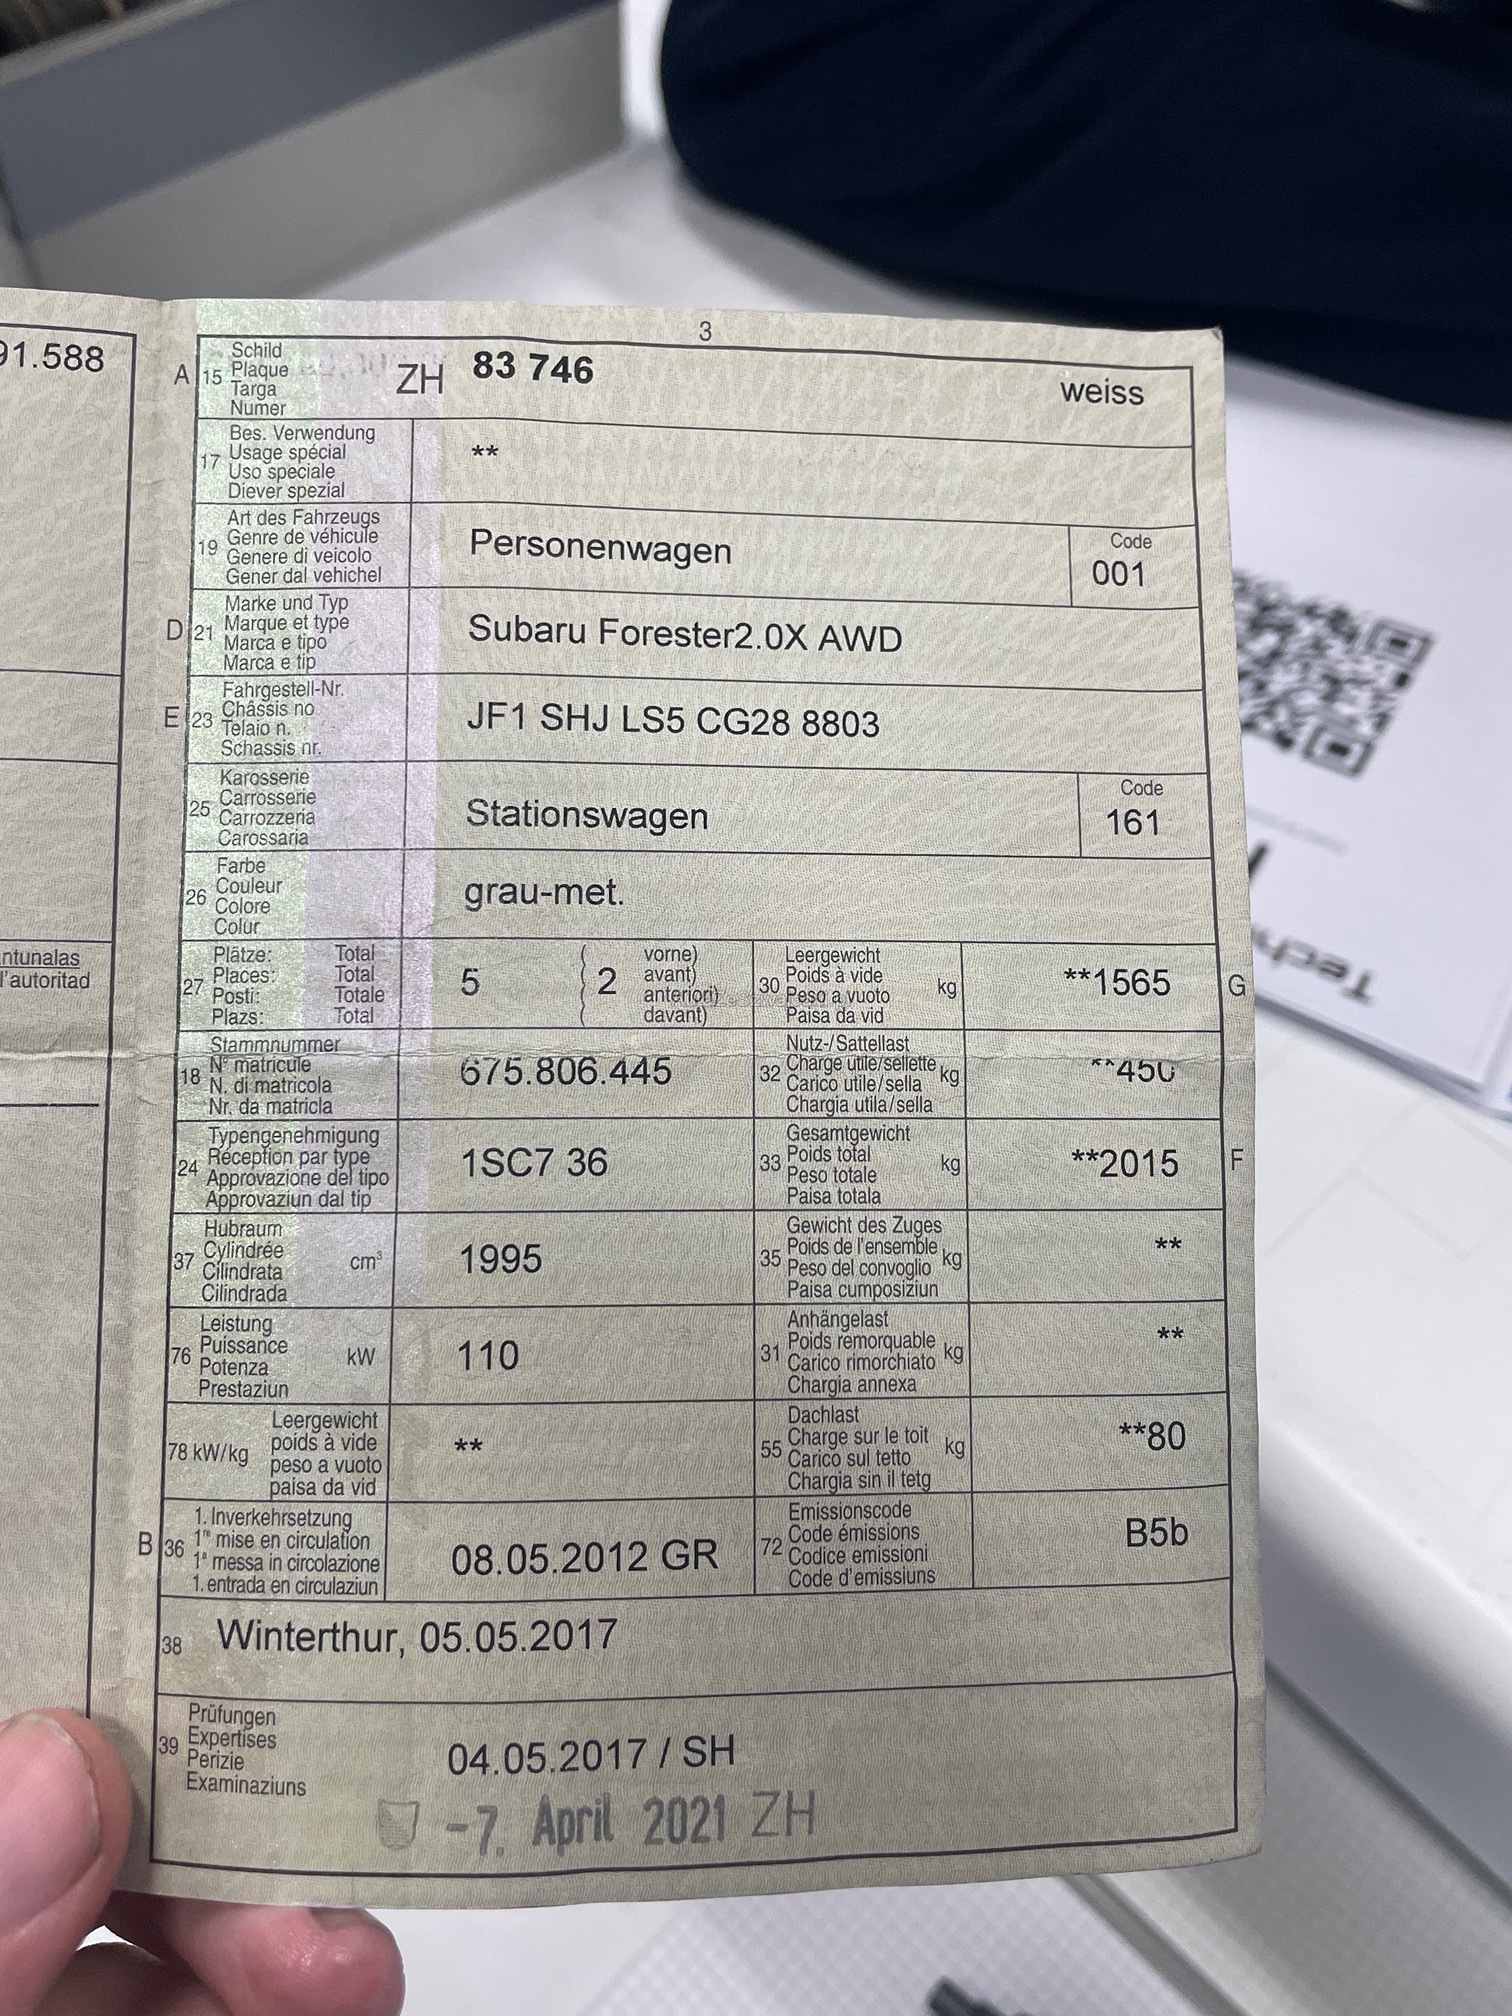 91.588
ntunalas
l'autoritad
3
A 15 Schild
Plaque
Targa
Numer
ZH 83 746 weiss
17 Bes. Verwendung
Usage spécial
Uso speciale
Diever spezial
**
19 Art des Fahrzeugs
Genre de véhicule
Genere di veicolo
Gener dal vehichel
Personenwagen
Code
001
D 21 Marke und Typ
Marque et type
Marca e tipo
Marca e tip
Subaru Forester2.0X AWD
E 23 Fahrgestell-Nr.
Châssis no
Telaio n.
Schassis nr.
JF1 SHJ LS5 CG28 8803
25 Karosserie
Carrosserie
Carrozzeria
Carossaria
Stationswagen
Code
161
26 Farbe
Couleur
Colore
Colur
grau-met.
27 Plätze: Total
Places: Total
Posti: Totale
Plazs: Total
5 ( 2 vorne)
( avant)
( anteriori)
( davant)
30 Leergewicht
Poids à vide
Peso a vuoto
Paisa da vid
kg **1565 G
18 Stammnummer
N° matricule
N. di matricola
Nr. da matricla
675.806.445
32 Nutz-/Sattellast
Charge utile/sellette
Carico utile/sella
Chargia utila/sella
kg **450
24 Typengenehmigung
Réception par type
Approvazione del tipo
Approvaziun dal tip
1SC7 36
33 Gesamtgewicht
Poids total
Peso totale
Paisa totala
kg **2015 F
37 Hubraum
Cylindrée
Cilindrata
Cilindrada
cm³ 1995
35 Gewicht des Zuges
Poids de l'ensemble
Peso del convoglio
Paisa cumposiziun
kg **
76 Leistung
Puissance
Potenza
Prestaziun
kW 110
31 Anhängelast
Poids remorquable
Carico rimorchiato
Chargia annexa
kg **
78 kW/kg Leergewicht
poids à vide
peso a vuoto
paisa da vid
**
55 Dachlast
Charge sur le toit
Carico sul tetto
Chargia sin il tetg
kg **80
B 36 1. Inverkehrsetzung
1re mise en circulation
1a messa in circolazione
1. entrada en circulaziun
08.05.2012 GR
72 Emissionscode
Code émissions
Codice emissioni
Code d'emissiuns
B5b
38 Winterthur, 05.05.2017
39 Prüfungen
Expertises
Perizie
Examinaziuns
04.05.2017 / SH
-7. April 2021 ZH